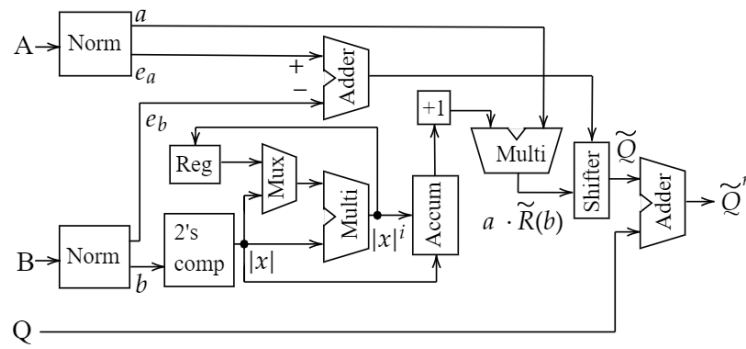 a
A
Norm
e_a
+
−
Adder
e_b
+1
Reg
Mux
Multi
Multi
Shifter
Q̃
Adder
Q̃'
a · R̃(b)
Accum
|x|^i
2's
comp
|x|
B
Norm
b
Q